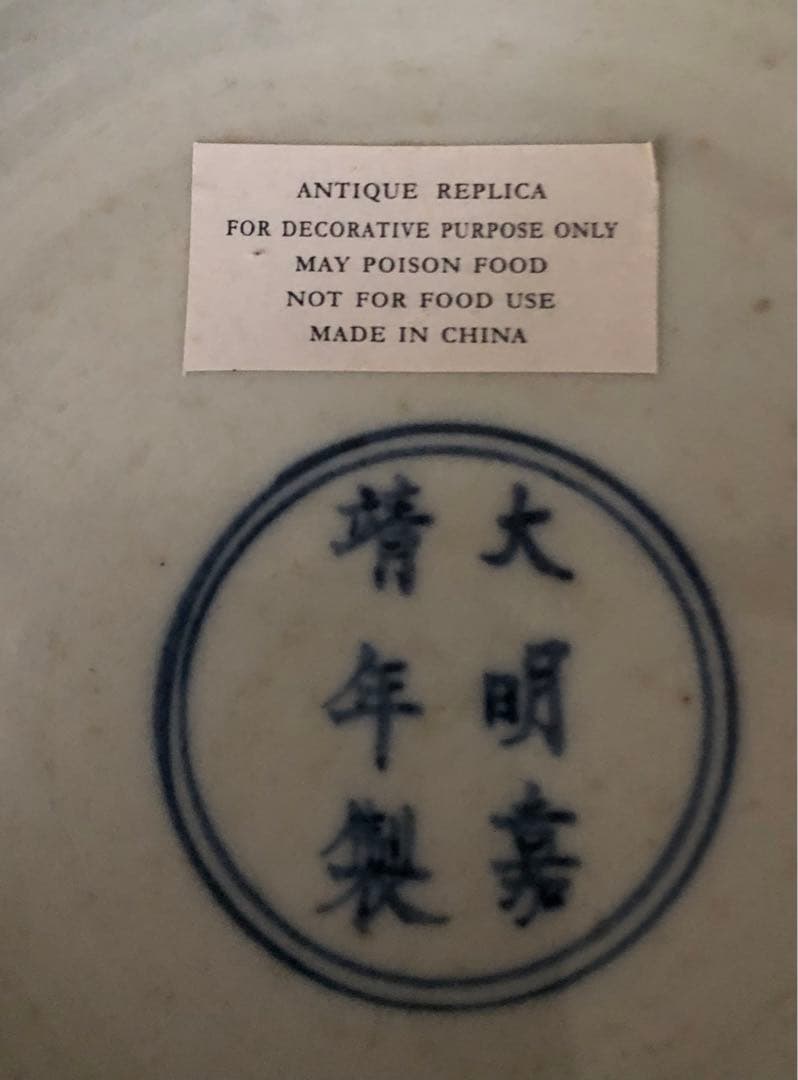 ANTIQUE REPLICA
FOR DECORATIVE PURPOSE ONLY
MAY POISON FOOD
NOT FOR FOOD USE
MADE IN CHINA
大明嘉
靖年製